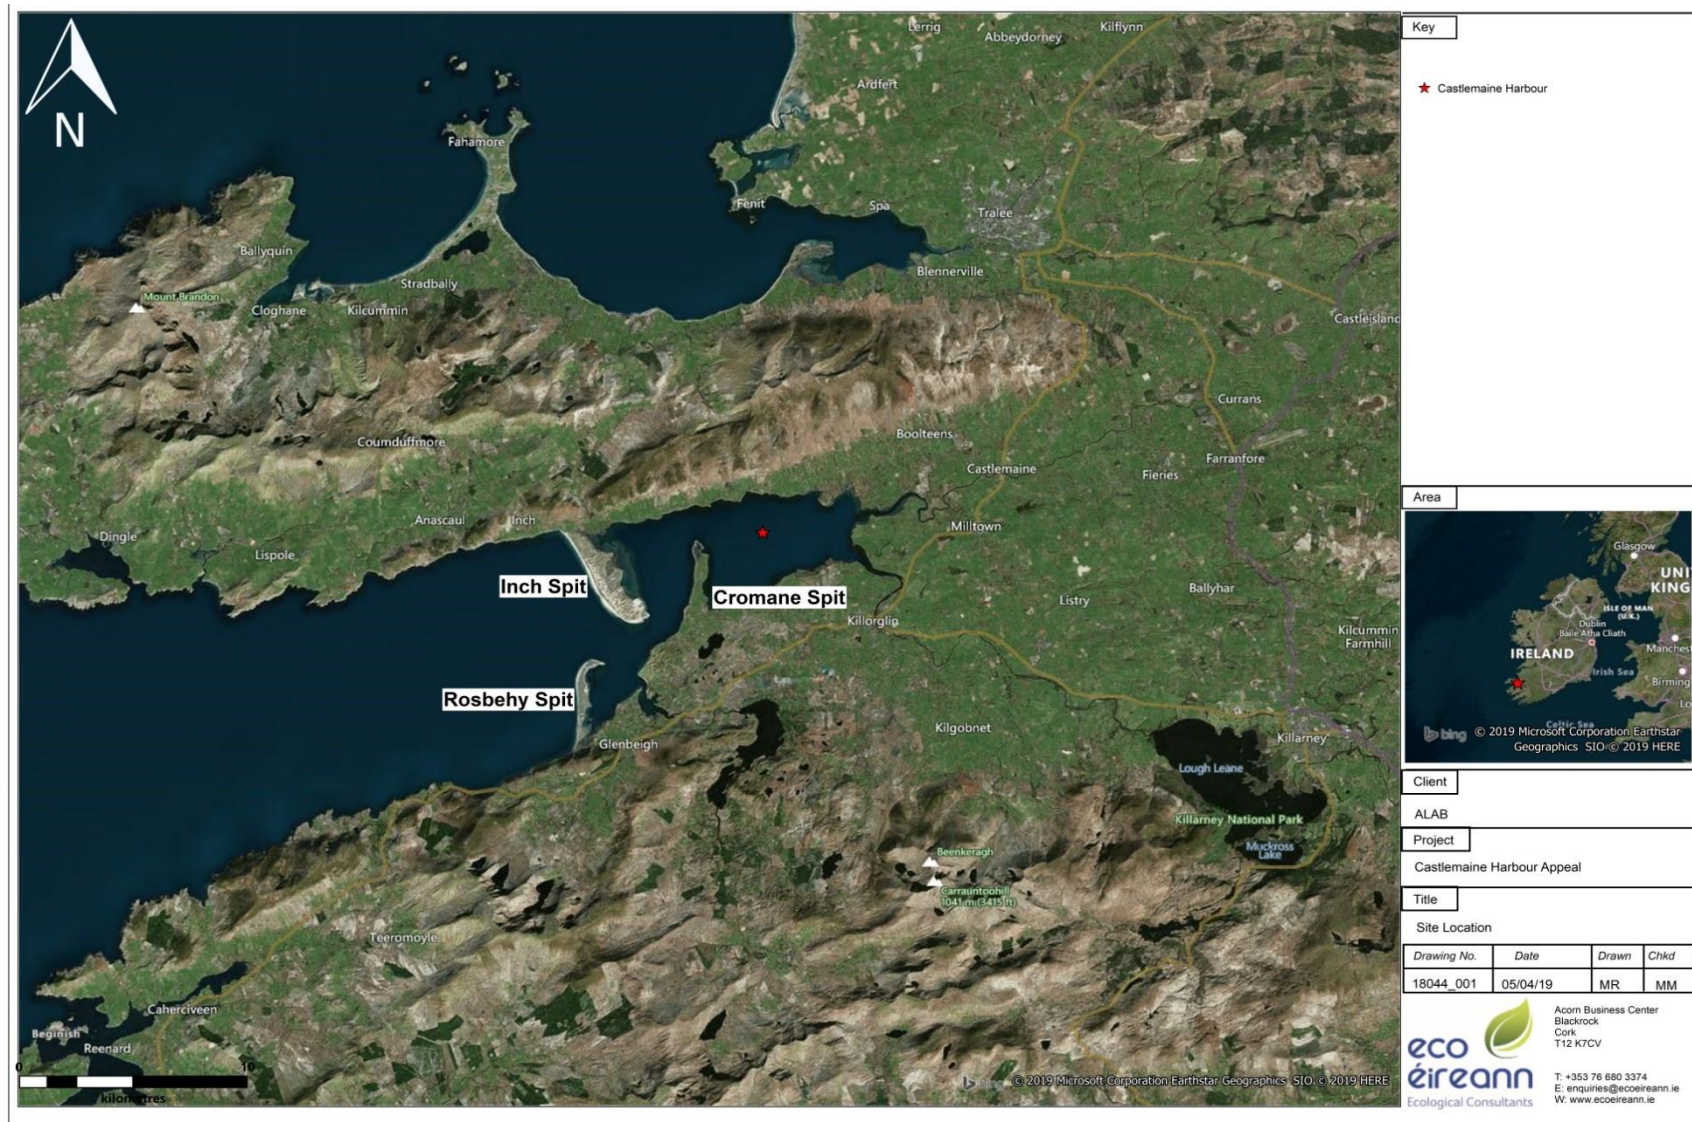 N
Lerrig
Abbeydorney
Kilflynn
Ardfert
Fahamore
Fenit
Spa
Tralee
Ballyquin
Mount Brandon
Stradbally
Blennerville
Cloghane
Kilcummin
Castleisland
Currans
Coumduffmore
Boolteens
Castlemaine
Farranfore
Fieries
Anascaul
Inch
Milltown
Dingle
Lispole
Inch Spit
Cromane Spit
Ballyhar
Listry
Killorglin
Kilcummin
Farmhill
Rosbehy Spit
Kilgobnet
Glenbeigh
Killarney
Lough Leane
Killarney National Park
Muckross
Lake
Beenkeragh
Carrauntoohill
1041 m (3415 ft)
Teeromoyle
Caherciveen
Beginish
Reenard
0
10
kilometres
bing
© 2019 Microsoft Corporation Earthstar Geographics SIO © 2019 HERE
Key
Castlemaine Harbour
Area
Glasgow
UNI
KING
ISLE OF MAN
(U.K.)
Dublin
Baile Atha Cliath
Manches
IRELAND
Irish Sea
Birming
Lo
Celtic Sea
bing
© 2019 Microsoft Corporation Earthstar
Geographics SIO © 2019 HERE
Client
ALAB
Project
Castlemaine Harbour Appeal
Title
Site Location
Drawing No. Date Drawn Chkd
18044_001 05/04/19 MR MM
eco
éireann
Ecological Consultants
Acorn Business Center
Blackrock
Cork
T12 K7CV
T: +353 76 680 3374
E: enquiries@ecoeireann.ie
W: www.ecoeireann.ie